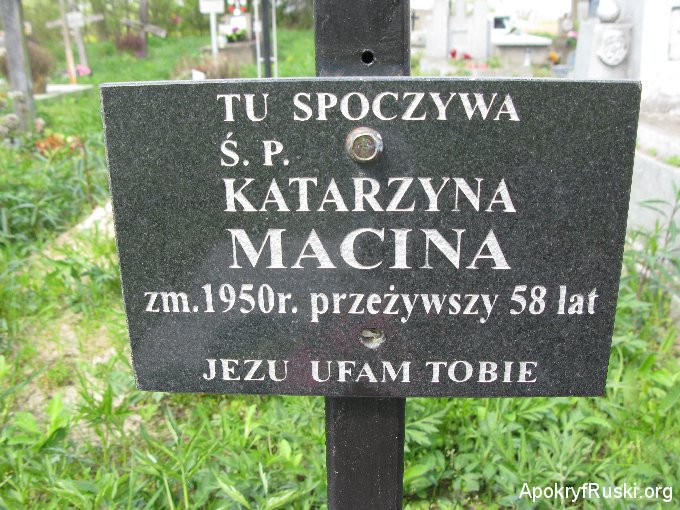 TU SPOCZYWA
Ś. P.
KATARZYNA
MACINA
zm.1950r. przeżywszy 58 lat
JEZU UFAM TOBIE
ApokryfRuski.org